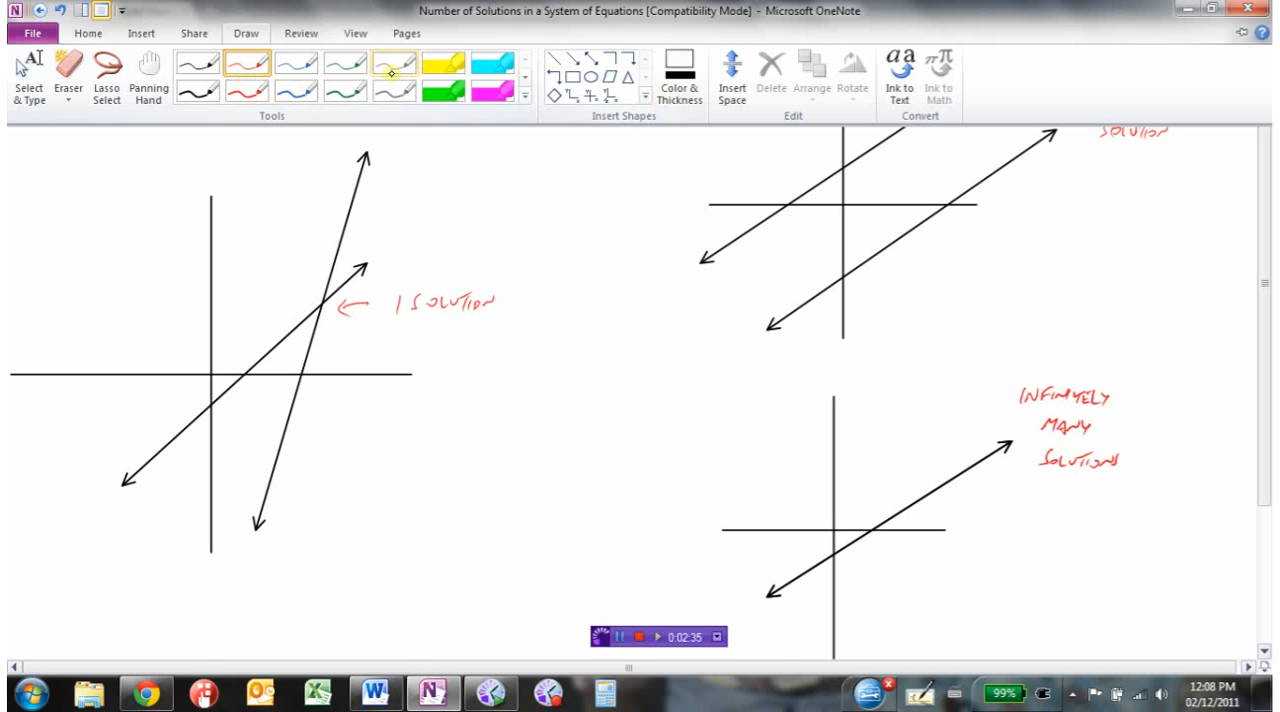 Number of Solutions in a System of Equations [Compatibility Mode] - Microsoft OneNote
File Home Insert Share Draw Review View Pages
Select & Type
Eraser
Lasso Select
Panning Hand
Color & Thickness
Insert Space
Delete
Arrange
Rotate
Ink to Text
Ink to Math
Tools
Insert Shapes
Edit
Convert
SOLUTION
1 SOLUTION
INFINITELY
MANY
SOLUTIONS
0:02:35
99%
12:08 PM
02/12/2011